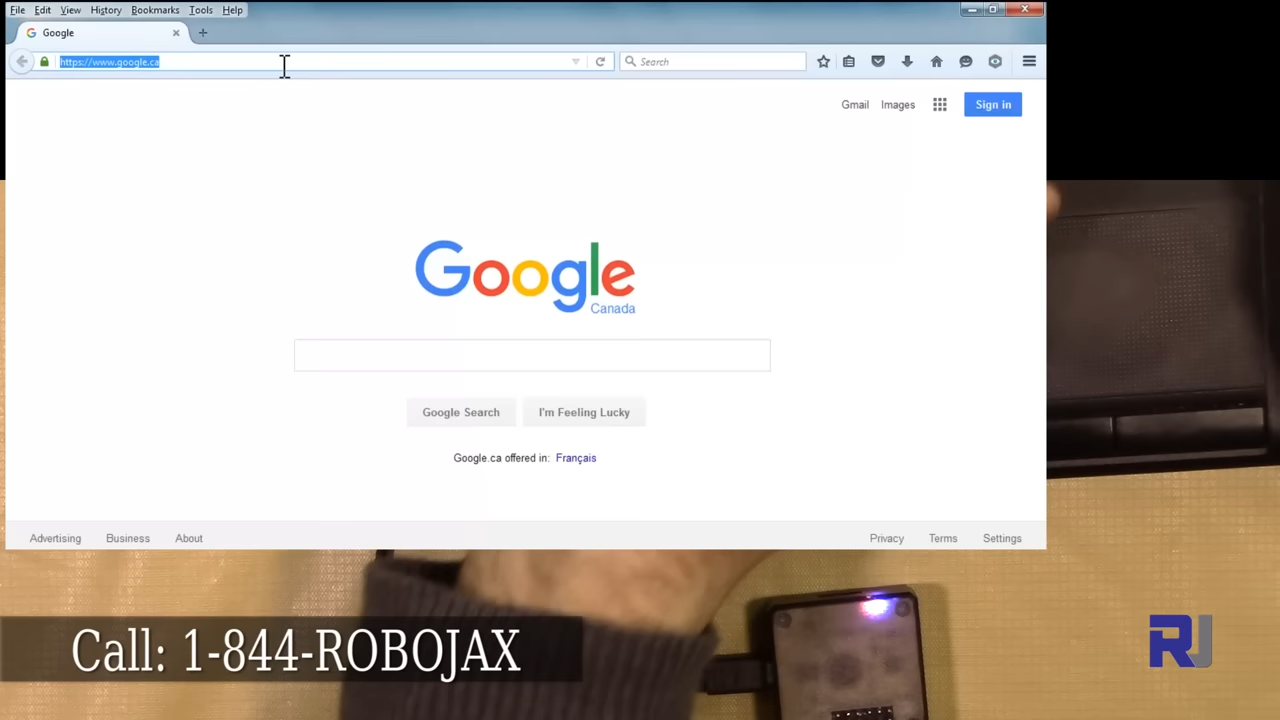 File Edit View History Bookmarks Tools Help
Google
https://www.google.ca
Search
Gmail Images Sign in
Google
Canada
Google Search I'm Feeling Lucky
Google.ca offered in: Français
Advertising Business About Privacy Terms Settings
Call: 1-844-ROBOJAX
RJ